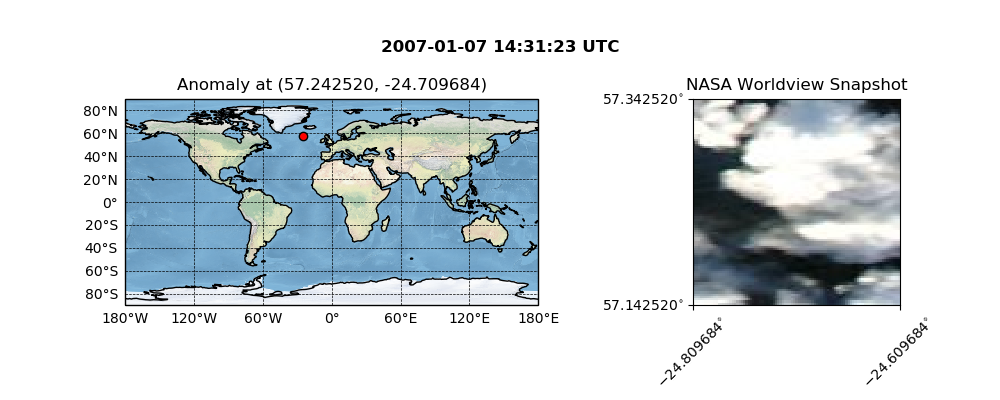 2007-01-07 14:31:23 UTC
Anomaly at (57.242520, -24.709684)
NASA Worldview Snapshot
80°N
60°N
40°N
20°N
0°
20°S
40°S
60°S
80°S
180°W 120°W 60°W 0° 60°E 120°E 180°E
57.342520°
57.142520°
−24.809684°
−24.609684°